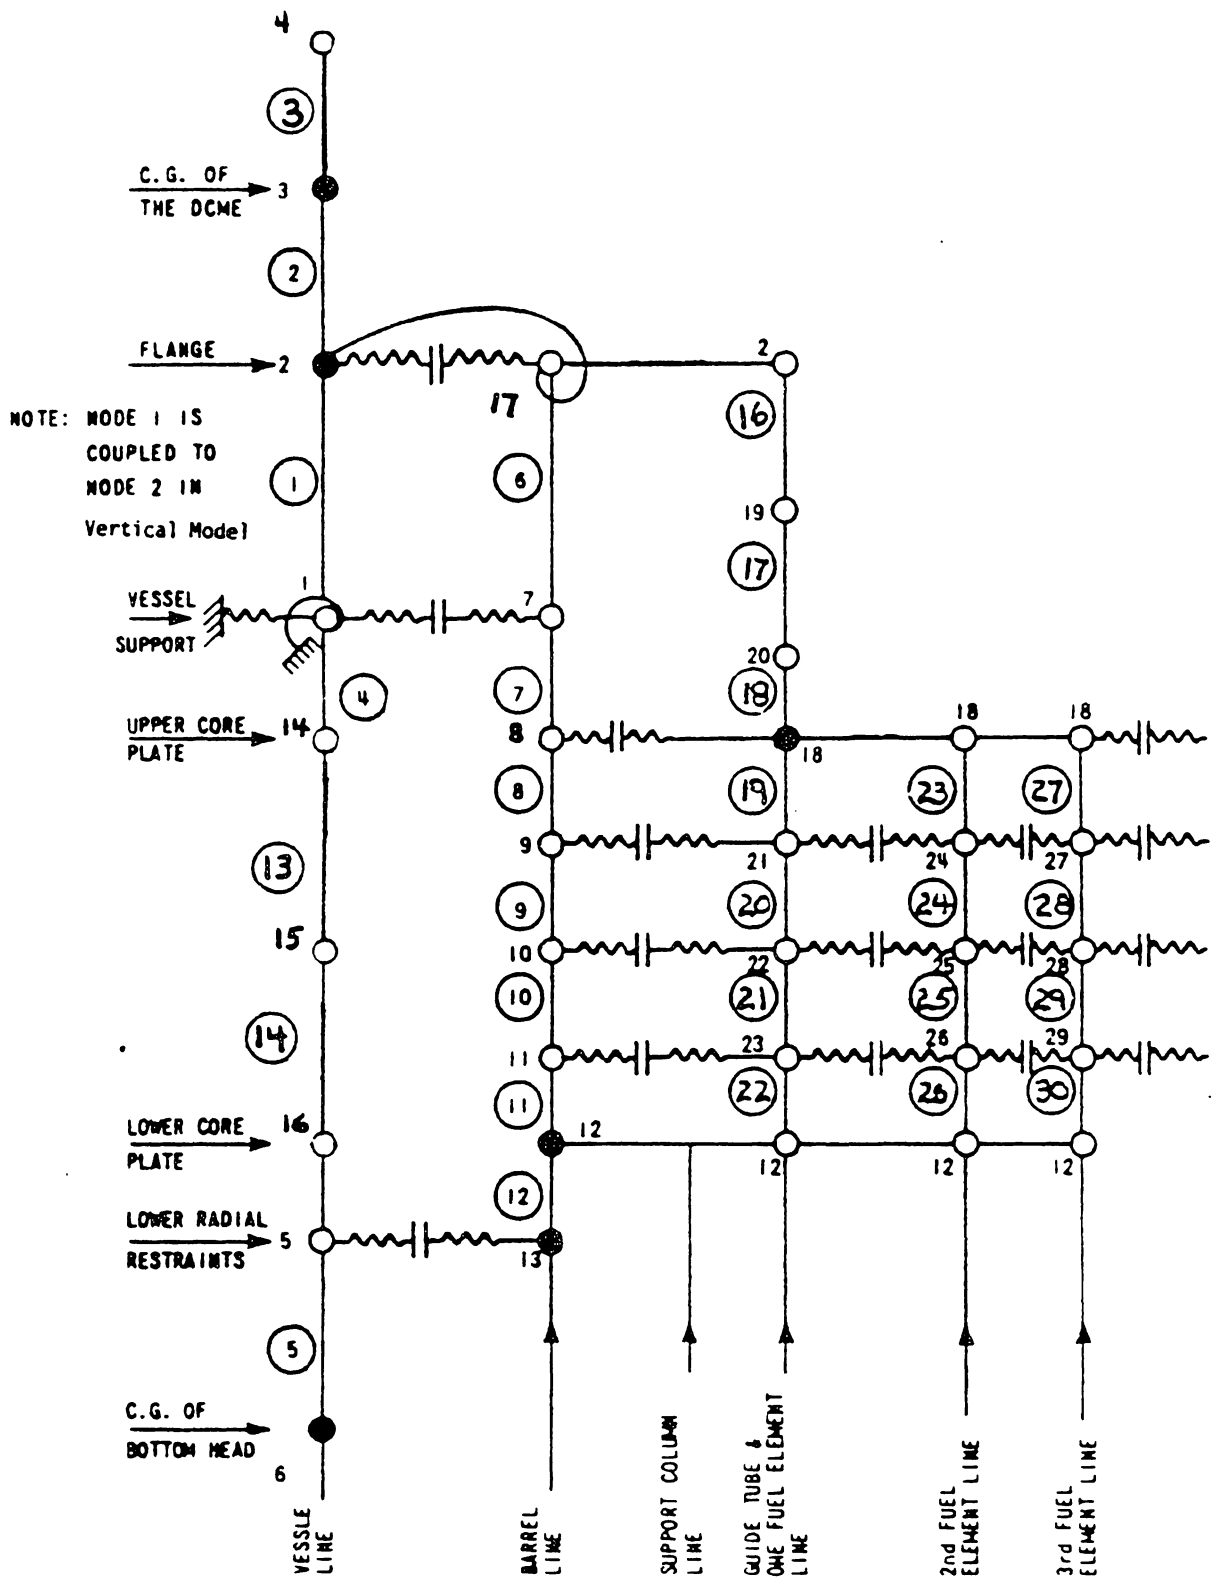 4
3
C.G. OF
THE DCME
3
2
FLANGE
2
17
2
16
NOTE: NODE 1 IS
COUPLED TO
NODE 2 IN
Vertical Model
1
6
19
17
VESSEL
SUPPORT
1
7
20
4
7
18
UPPER CORE
PLATE
14
8
18
18
18
8
19
23
27
9
21
24
27
13
9
20
24
28
15
10
22
25
28
10
21
25
29
14
11
23
26
29
11
22
26
30
LOWER CORE
PLATE
16
12
12
12
12
12
LOWER RADIAL
RESTRAINTS
5
13
5
C.G. OF
BOTTOM HEAD
6
VESSLE
LINE
BARREL
LINE
SUPPORT COLUMN
LINE
GUIDE TUBE &
ONE FUEL ELEMENT
LINE
2nd FUEL
ELEMENT LINE
3rd FUEL
ELEMENT LINE